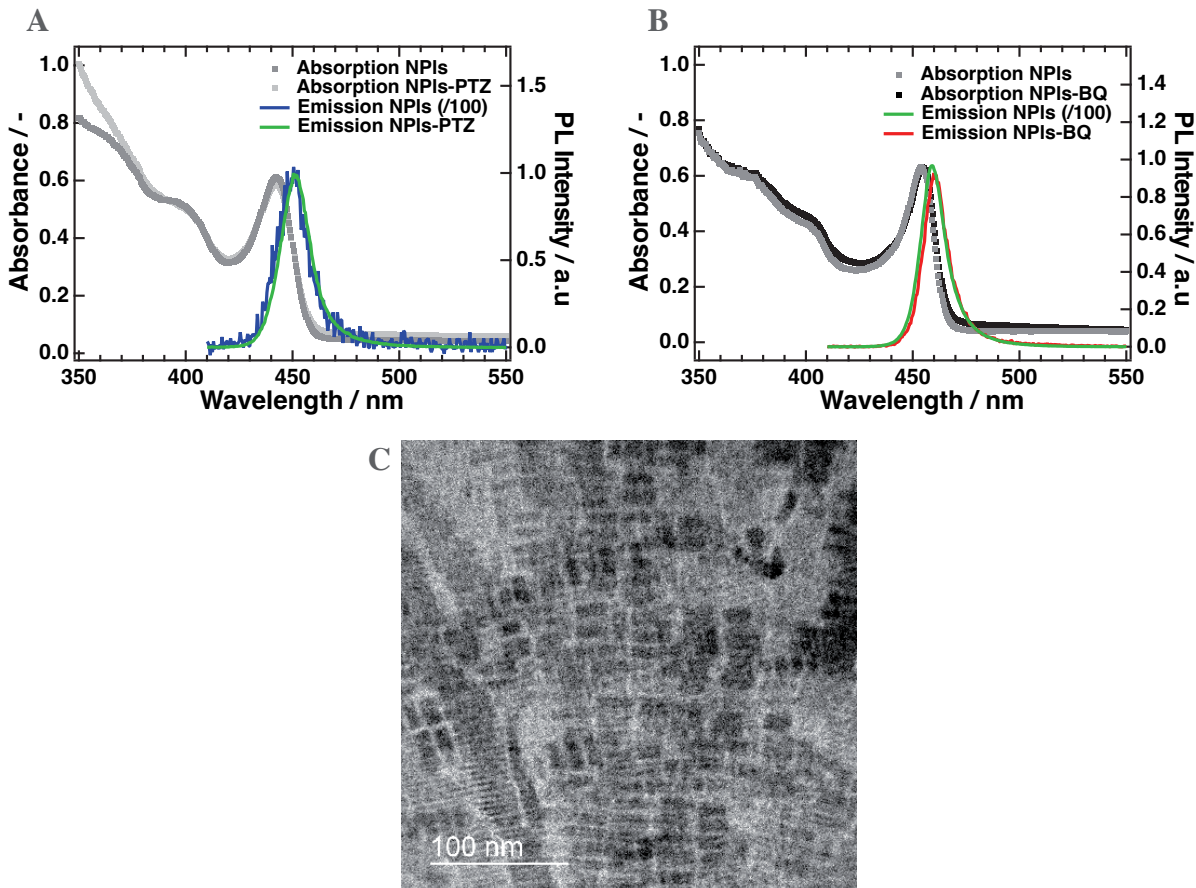 A
Absorbance / -
1.0
0.8
0.6
0.4
0.2
0.0
Absorption NPls
Absorption NPls-PTZ
Emission NPls (/100)
Emission NPls-PTZ
1.5
1.0
0.5
0.0
PL Intensity / a.u
350 400 450 500 550
Wavelength / nm
B
Absorbance / -
1.0
0.8
0.6
0.4
0.2
0.0
Absorption NPls
Absorption NPls-BQ
Emission NPls (/100)
Emission NPls-BQ
1.4
1.2
1.0
0.8
0.6
0.4
0.2
0.0
PL Intensity / a.u
350 400 450 500 550
Wavelength / nm
C
100 nm